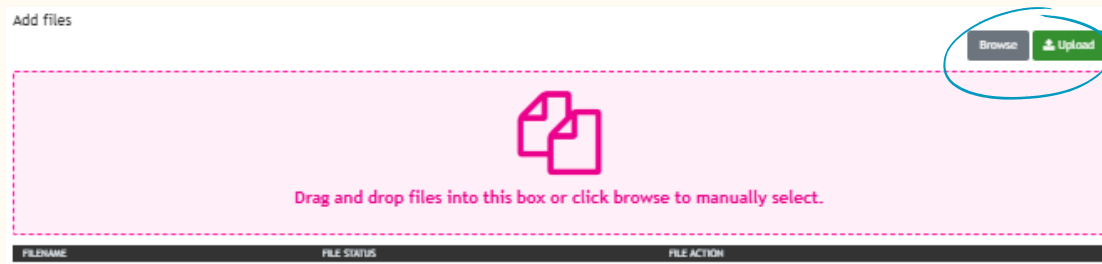 Add files
Browse Upload
Drag and drop files into this box or click browse to manually select.
FILENAME FILE STATUS FILE ACTION